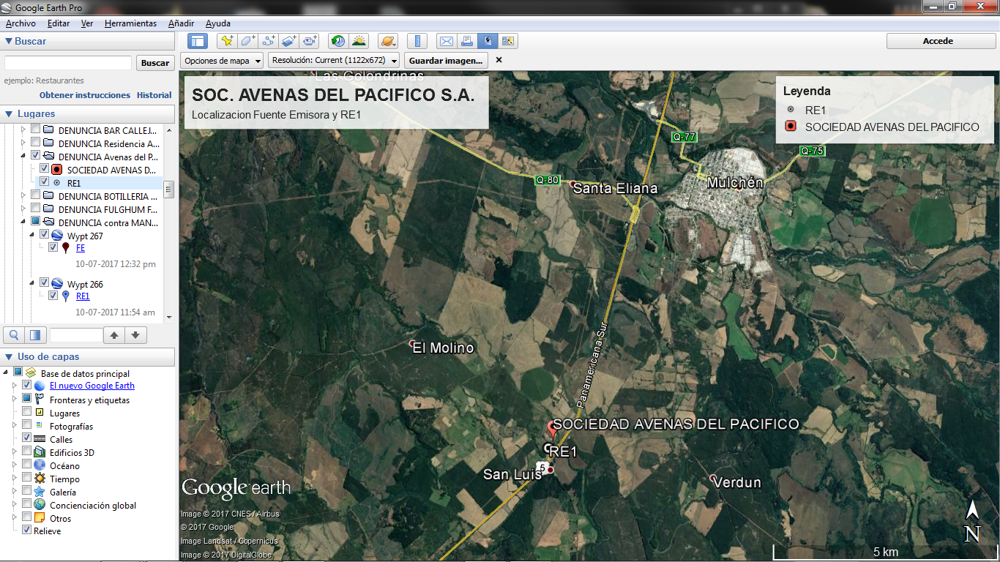 Google Earth Pro
Archivo Editar Ver Herramientas Añadir Ayuda
Buscar
Buscar
ejemplo: Restaurantes
Obtener instrucciones Historial
Lugares
DENUNCIA BAR CALLEJ...
DENUNCIA Residencia A...
DENUNCIA Avenas del P...
SOCIEDAD AVENAS D...
RE1
DENUNCIA BOTILLERIA ...
DENUNCIA FULGHUM F...
DENUNCIA contra MAN...
Wypt 267
FE
10-07-2017 12:32 pm
Wypt 266
RE1
10-07-2017 11:54 am
Uso de capas
Base de datos principal
El nuevo Google Earth
Fronteras y etiquetas
Lugares
Fotografías
Calles
Edificios 3D
Océano
Tiempo
Galería
Concienciación global
Otros
Relieve
Accede
Opciones de mapa
Resolución: Current (1122x672)
Guardar imagen...
Las Golondrinas
SOC. AVENAS DEL PACIFICO S.A.
Localizacion Fuente Emisora y RE1
Leyenda
RE1
SOCIEDAD AVENAS DEL PACIFICO
Q-77
Q-75
Q-80
Santa Eliana
Mulchén
El Molino
Panamericana Sur
SOCIEDAD AVENAS DEL PACIFICO
RE1
5
San Luis
Verdun
Google earth
Image © 2017 CNES / Airbus
© 2017 Google
Image Landsat / Copernicus
Image © 2017 DigitalGlobe
N
5 km